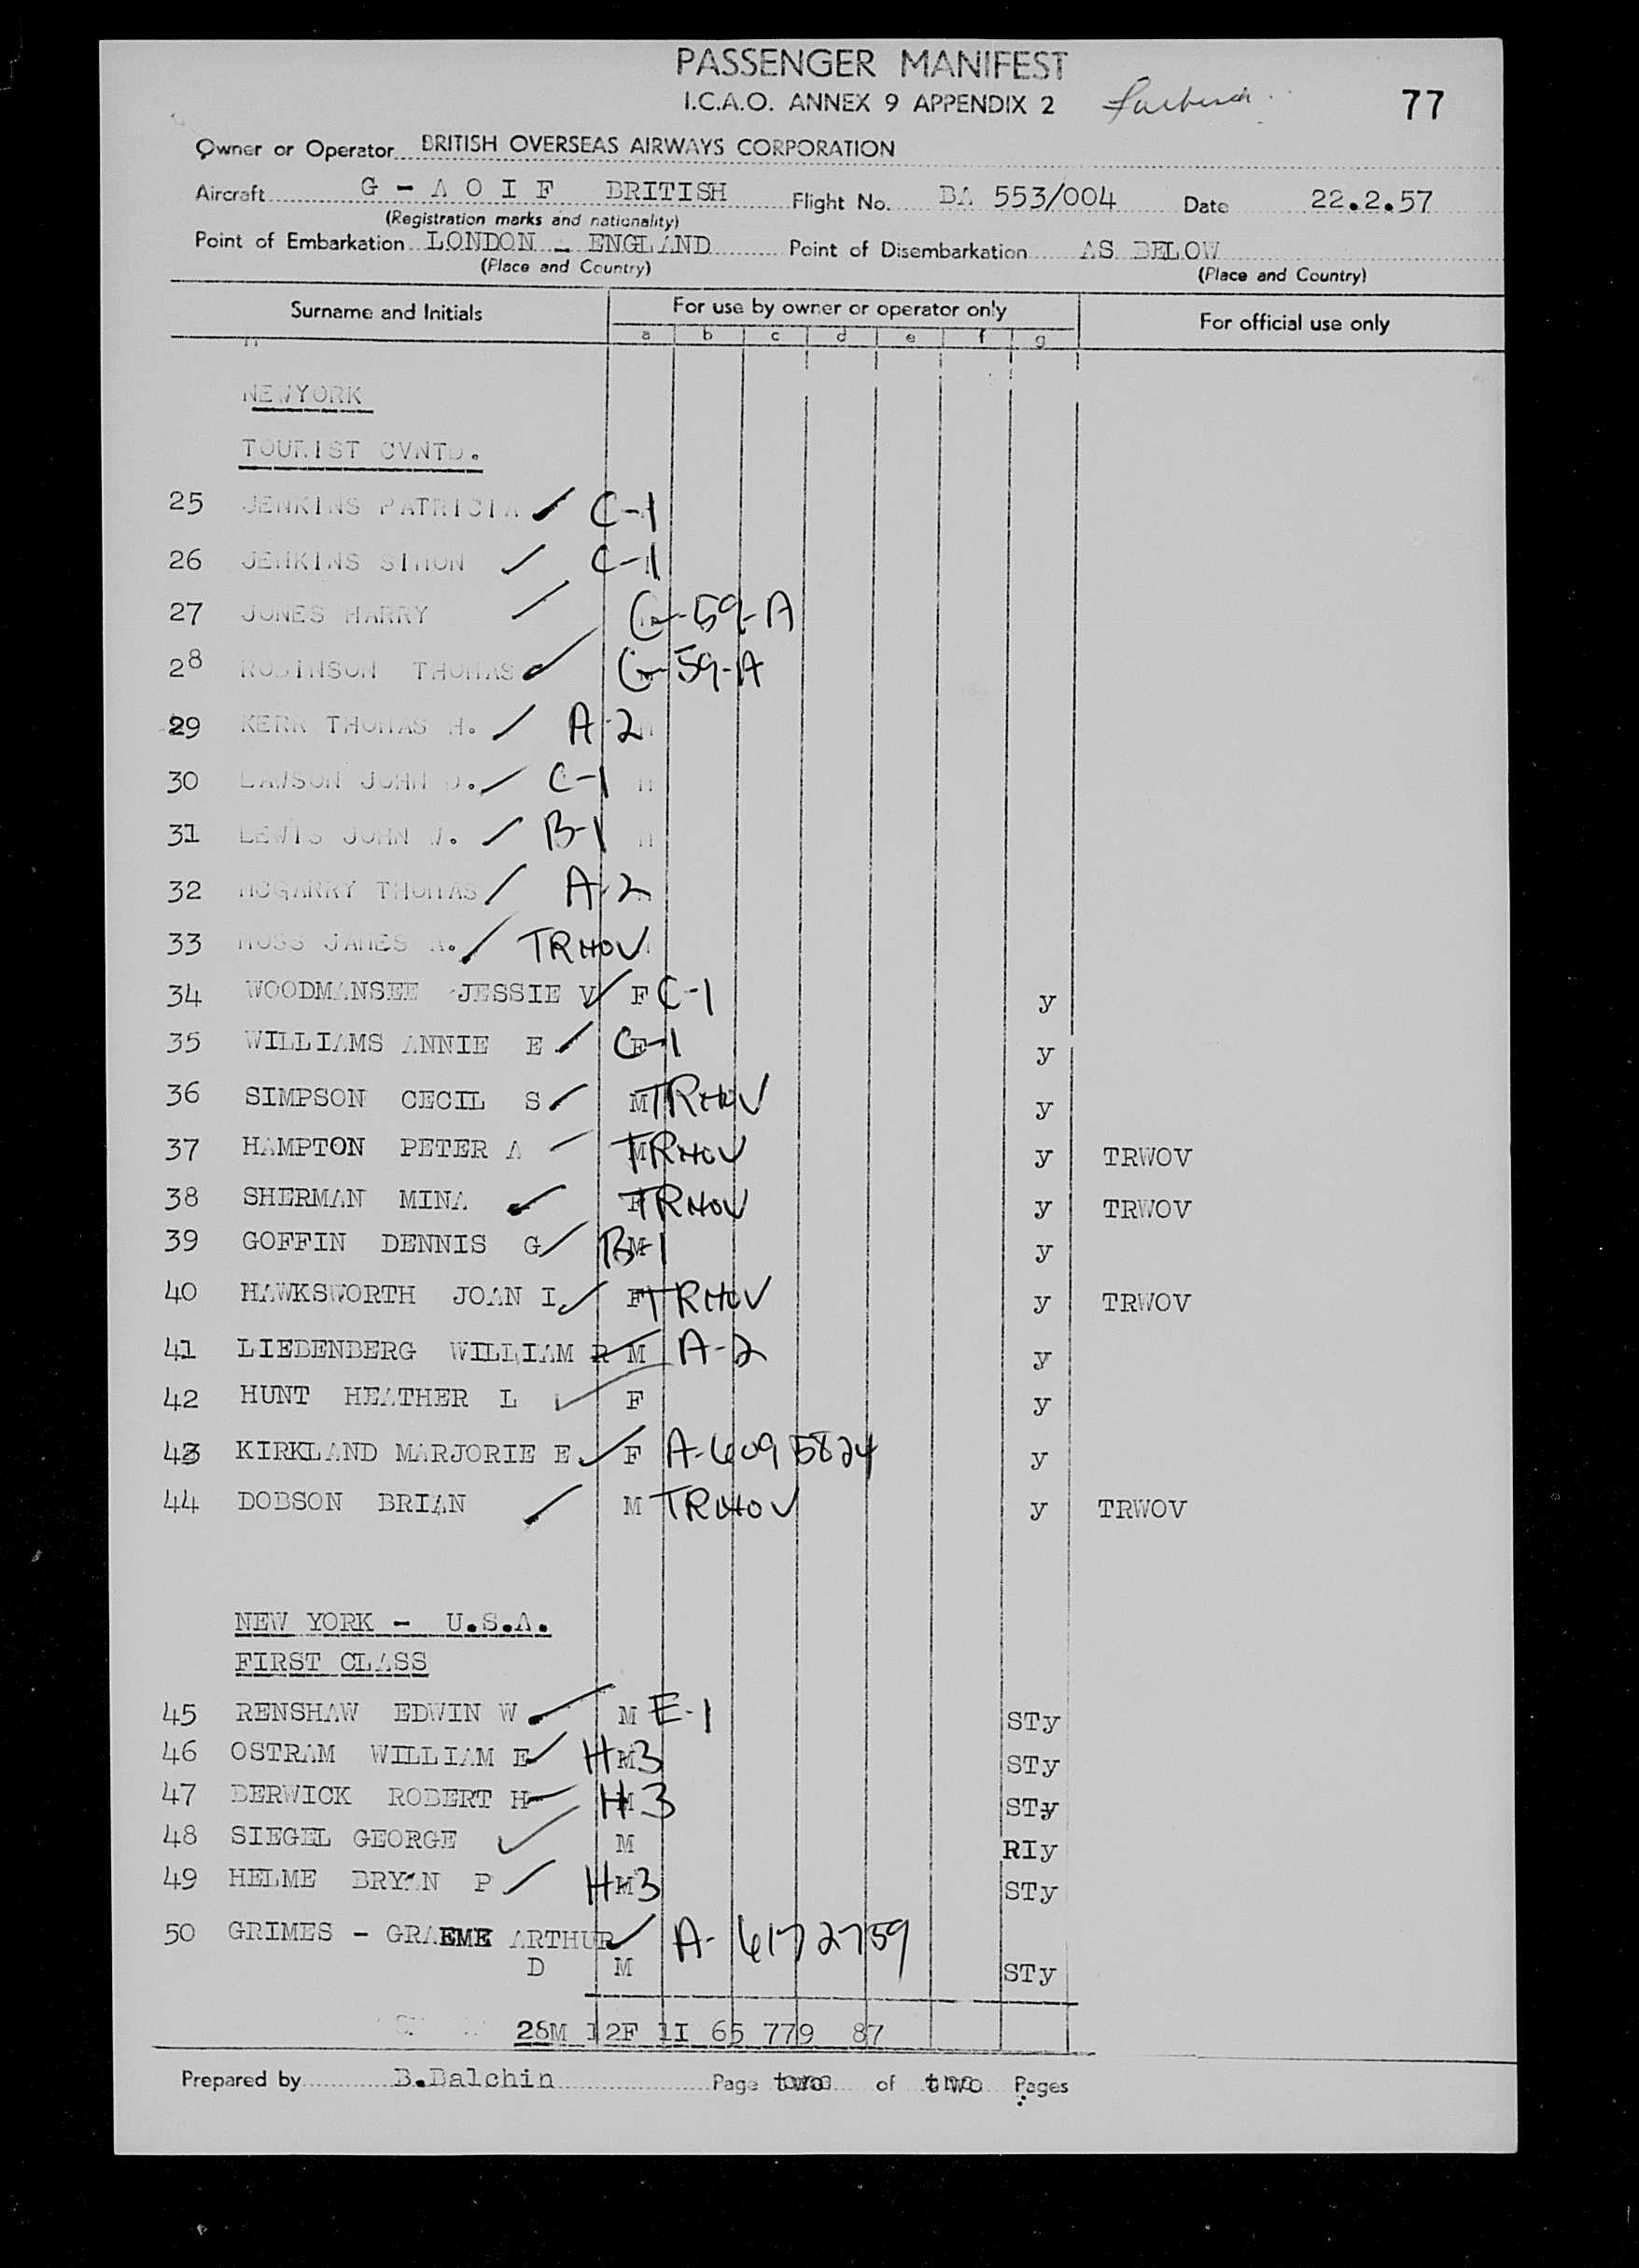 PASSENGER MANIFEST
I.C.A.O. ANNEX 9 APPENDIX 2
77
Owner or Operator BRITISH OVERSEAS AIRWAYS CORPORATION
Aircraft G - A O I F BRITISH Flight No. BA 553/004 Date 22.2.57
(Registration marks and nationality)
Point of Embarkation LONDON - ENGLAND Point of Disembarkation AS BELOW
(Place and Country) (Place and Country)
Surname and Initials For use by owner or operator only For official use only
a b c d e f g
NEWYORK
TOURIST CVNTD.
25 JENKINS PATRICIA ✓ C-1
26 JENKINS SIMON ✓ C-1
27 JONES HARRY ✓ G-59-A
28 ROBINSON THOMAS ✓ G-59-A
29 KERR THOMAS H. ✓ A-2
30 LAWSON JOHN D. ✓ C-1
31 LEWIS JOHN W. ✓ B-1
32 MCGARRY THOMAS ✓ A-2
33 JAMES ✓ TRWOV
34 WOODMANSEE JESSIE V ✓ F C-1 y
35 WILLIAMS ANNIE E ✓ F C-1 y
36 SIMPSON CECIL S ✓ M TRWOV y
37 HAMPTON PETER A ✓ M TRWOV y TRWOV
38 SHERMAN MINA ✓ F TRWOV y TRWOV
39 GOFFIN DENNIS G ✓ M B-1 y
40 HAWKSWORTH JOAN I ✓ F TRWOV y TRWOV
41 LIEBENBERG WILLIAM R ✓ M A-2 y
42 HUNT HEATHER L ✓ F y
43 KIRKLAND MARJORIE E ✓ F A-6095824 y
44 DOBSON BRIAN ✓ M TRWOV y TRWOV
NEW YORK - U.S.A.
FIRST CLASS
45 RENSHAW EDWIN W ✓ M E-1 STy
46 OSTRAM WILLIAM E ✓ M H-3 STy
47 BERWICK ROBERT H ✓ M H-3 STy
48 SIEGEL GEORGE ✓ M RIy
49 HELME BRYAN P ✓ M H-3 STy
50 GRIMES - GRAEME ARTHUR ✓ A-6172759
D M STy
28M 12F 1I 65 779 87
Prepared by B.Dalchin Page two of two Pages